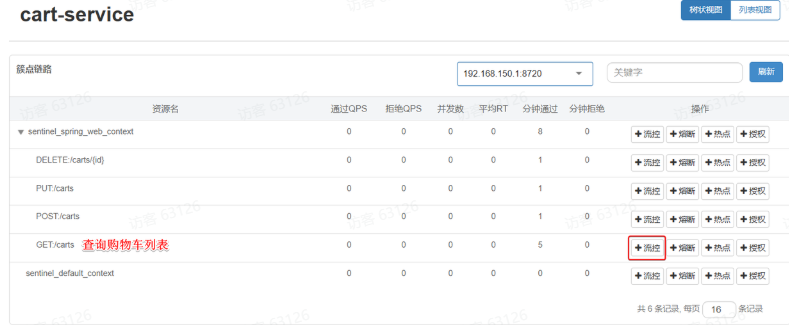 cart-service
树状视图 列表视图
簇点链路 192.168.150.1:8720 关键字 刷新
资源名 通过QPS 拒绝QPS 并发数 平均RT 分钟通过 分钟拒绝 操作
sentinel_spring_web_context 0 0 0 0 8 0 +流控 +熔断 +热点 +授权
DELETE:/carts/{id} 0 0 0 0 1 0 +流控 +熔断 +热点 +授权
PUT:/carts 0 0 0 0 1 0 +流控 +熔断 +热点 +授权
POST:/carts 0 0 0 0 1 0 +流控 +熔断 +热点 +授权
GET:/carts 查询购物车列表 0 0 0 0 5 0 +流控 +熔断 +热点 +授权
sentinel_default_context 0 0 0 0 0 0 +流控 +熔断 +热点 +授权
共 6 条记录, 每页 16 条记录
访客 63126